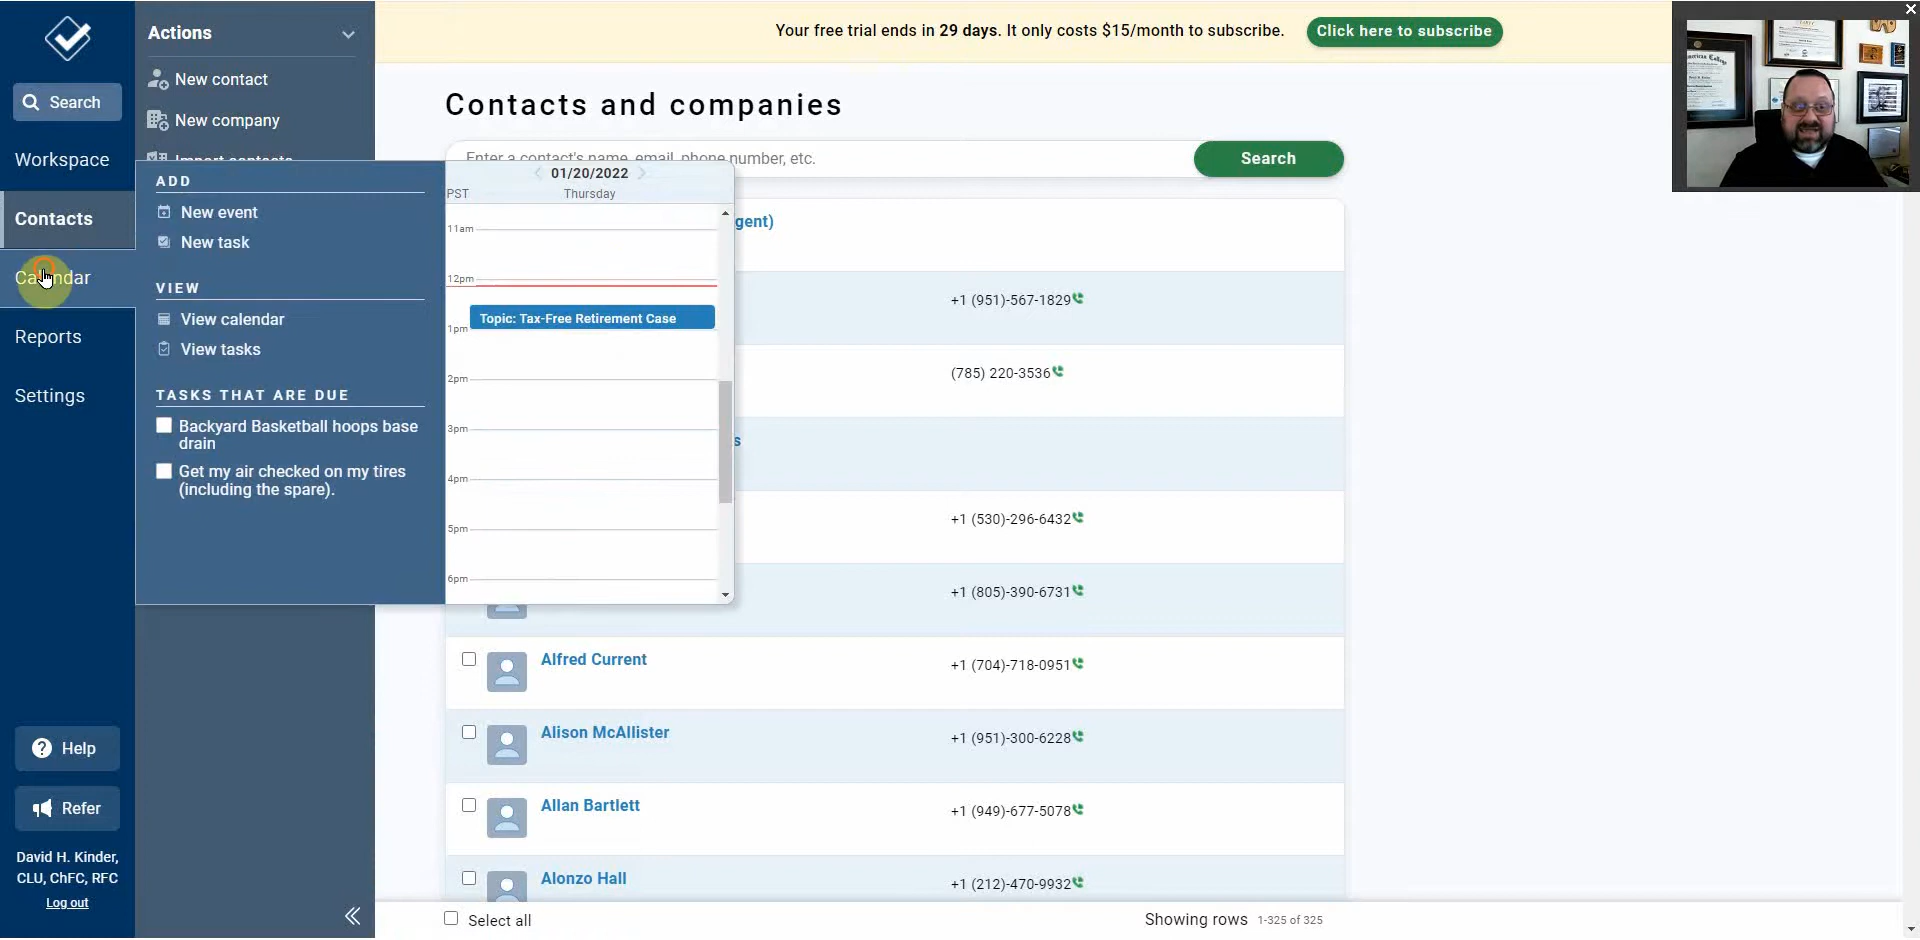 Search
Workspace
Contacts
Calendar
Reports
Settings
Help
Refer
David H. Kinder,
CLU, ChFC, RFC
Log out
Actions
New contact
New company
Import contacts
ADD
New event
New task
VIEW
View calendar
View tasks
TASKS THAT ARE DUE
Backyard Basketball hoops base
drain
Get my air checked on my tires
(including the spare).
01/20/2022
PST
Thursday
11am
12pm
Topic: Tax-Free Retirement Case
1pm
2pm
3pm
4pm
5pm
6pm
Your free trial ends in 29 days. It only costs $15/month to subscribe.
Click here to subscribe
Contacts and companies
Enter a contact's name, email, phone number, etc.
Search
gent)
+1 (951)-567-1829
(785) 220-3536
s
+1 (530)-296-6432
+1 (805)-390-6731
Alfred Current +1 (704)-718-0951
Alison McAllister +1 (951)-300-6228
Allan Bartlett +1 (949)-677-5078
Alonzo Hall +1 (212)-470-9932
Select all
Showing rows 1-325 of 325